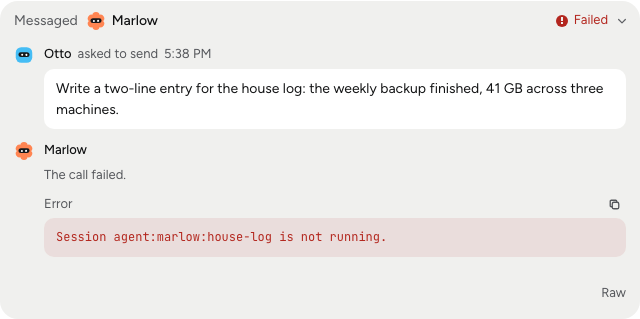 Messaged Marlow Failed
Otto asked to send 5:38 PM
Write a two-line entry for the house log: the weekly backup finished, 41 GB across three
machines.
Marlow
The call failed.
Error
Session agent:marlow:house-log is not running.
Raw